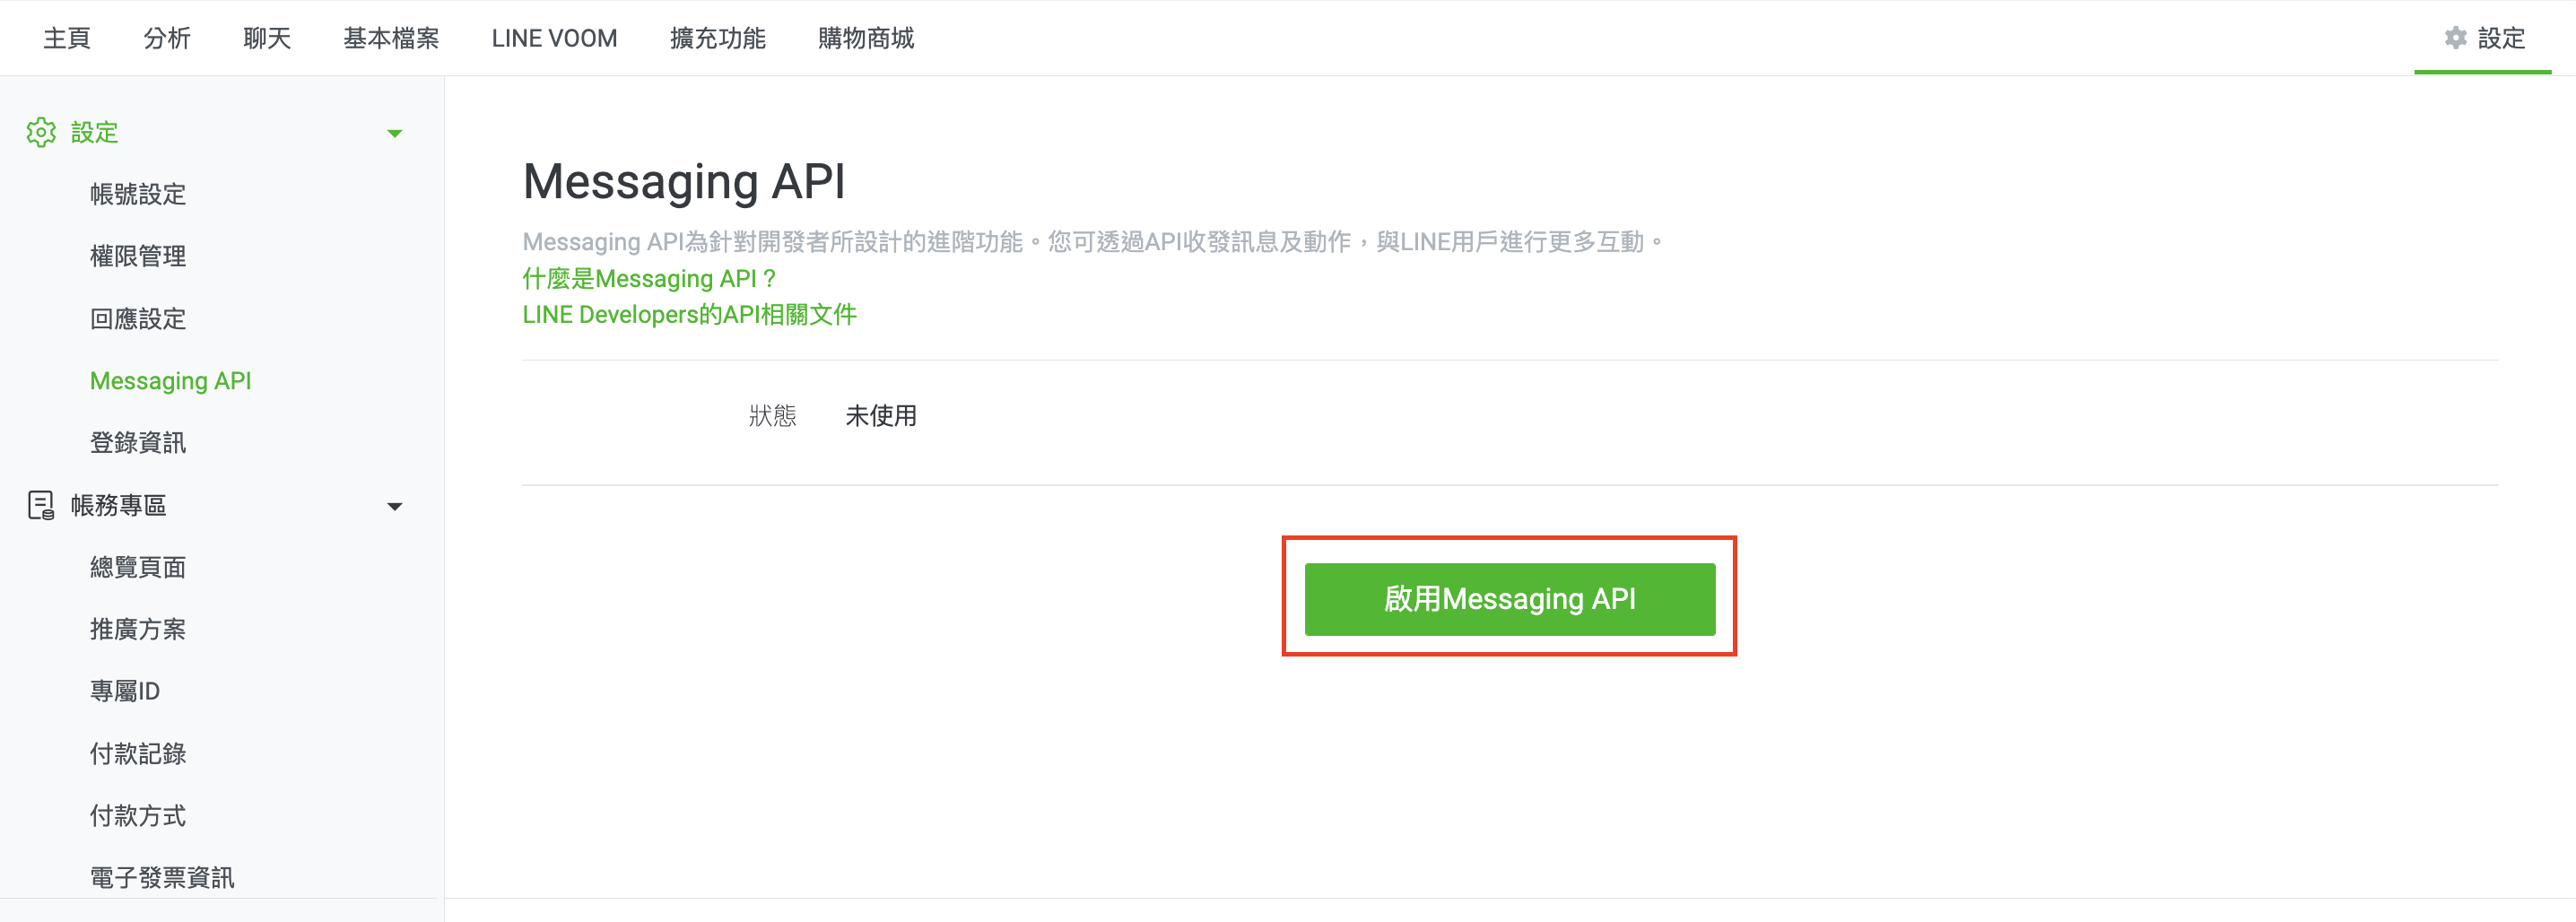 主頁 分析 聊天 基本檔案 LINE VOOM 擴充功能 購物商城 設定
設定
帳號設定
權限管理
回應設定
Messaging API
登錄資訊
帳務專區
總覽頁面
推廣方案
專屬ID
付款記錄
付款方式
電子發票資訊
Messaging API
Messaging API為針對開發者所設計的進階功能。您可透過API收發訊息及動作，與LINE用戶進行更多互動。
什麼是Messaging API？
LINE Developers的API相關文件
狀態 未使用
啟用Messaging API